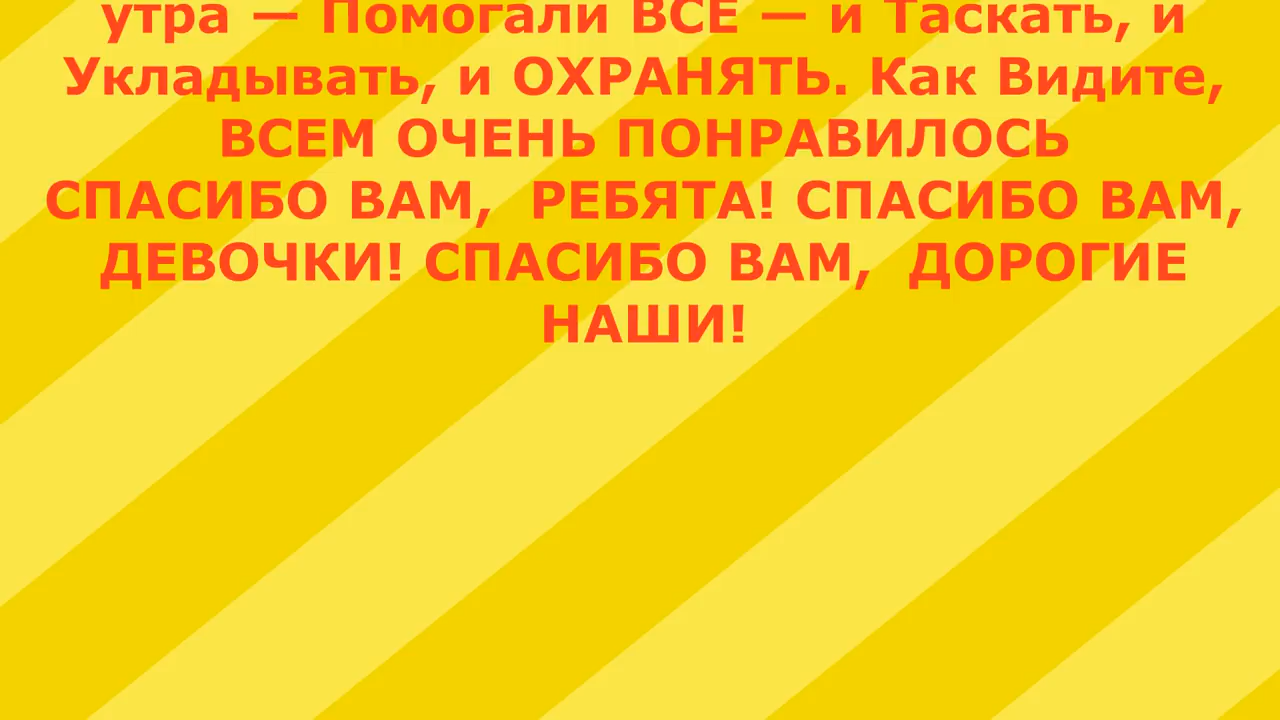 утра — Помогали ВСЕ — и Таскать, и
Укладывать, и ОХРАНЯТЬ. Как Видите,
ВСЕМ ОЧЕНЬ ПОНРАВИЛОСЬ
СПАСИБО ВАМ,  РЕБЯТА! СПАСИБО ВАМ,
ДЕВОЧКИ! СПАСИБО ВАМ,  ДОРОГИЕ
НАШИ!